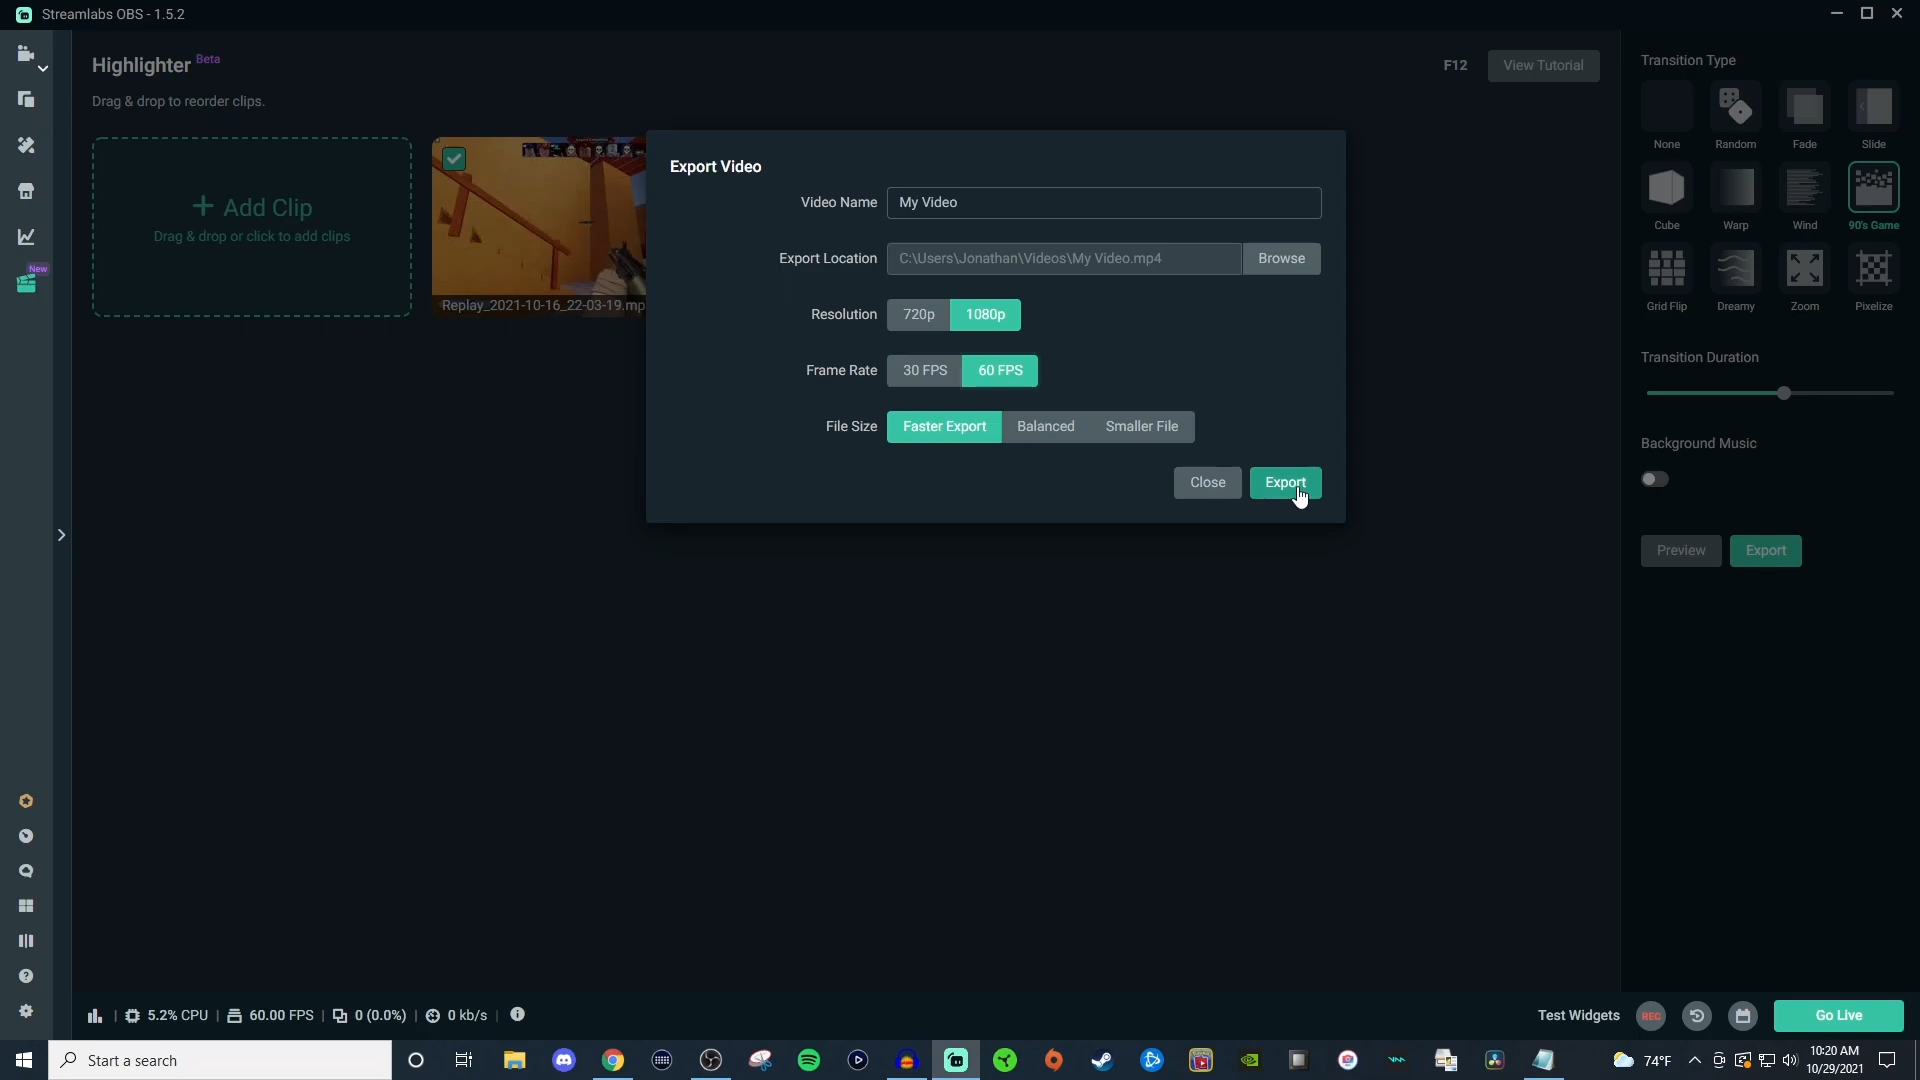 Streamlabs OBS - 1.5.2
Highlighter Beta
F12
View Tutorial
Drag & drop to reorder clips.
+ Add Clip
Drag & drop or click to add clips
Replay_2021-10-16_22-03-19.mp
Export Video
Video Name
My Video
Export Location
C:\Users\Jonathan\Videos\My Video.mp4
Browse
Resolution
720p
1080p
Frame Rate
30 FPS
60 FPS
File Size
Faster Export
Balanced
Smaller File
Close
Export
Transition Type
None
Random
Fade
Slide
Cube
Warp
Wind
90's Game
Grid Flip
Dreamy
Zoom
Pixelize
Transition Duration
Background Music
Preview
Export
New
5.2% CPU
60.00 FPS
0 (0.0%)
0 kb/s
Test Widgets
REC
Go Live
Start a search
74°F
10:20 AM
10/29/2021